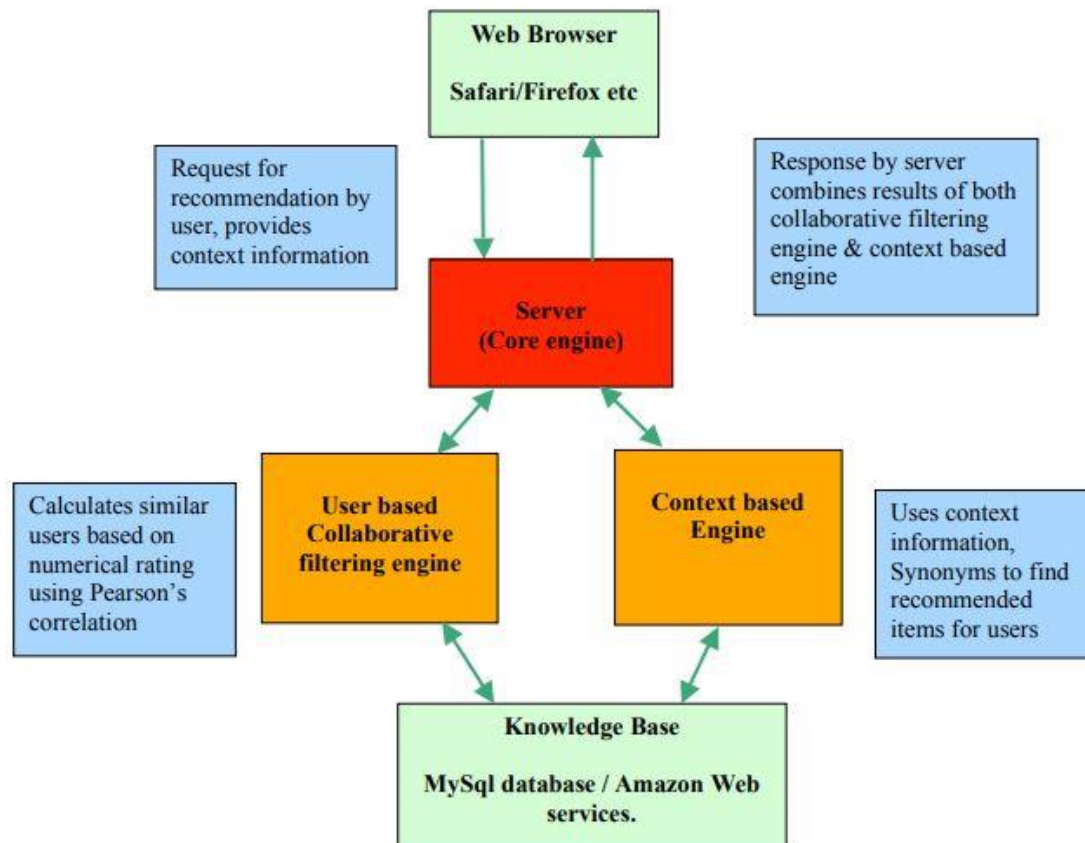 Web Browser
Safari/Firefox etc
Request for
recommendation by
user, provides
context information
Response by server
combines results of both
collaborative filtering
engine & context based
engine
Server
(Core engine)
Calculates similar
users based on
numerical rating
using Pearson’s
correlation
User based
Collaborative
filtering engine
Context based
Engine
Uses context
information,
Synonyms to find
recommended
items for users
Knowledge Base
MySql database / Amazon Web
services.